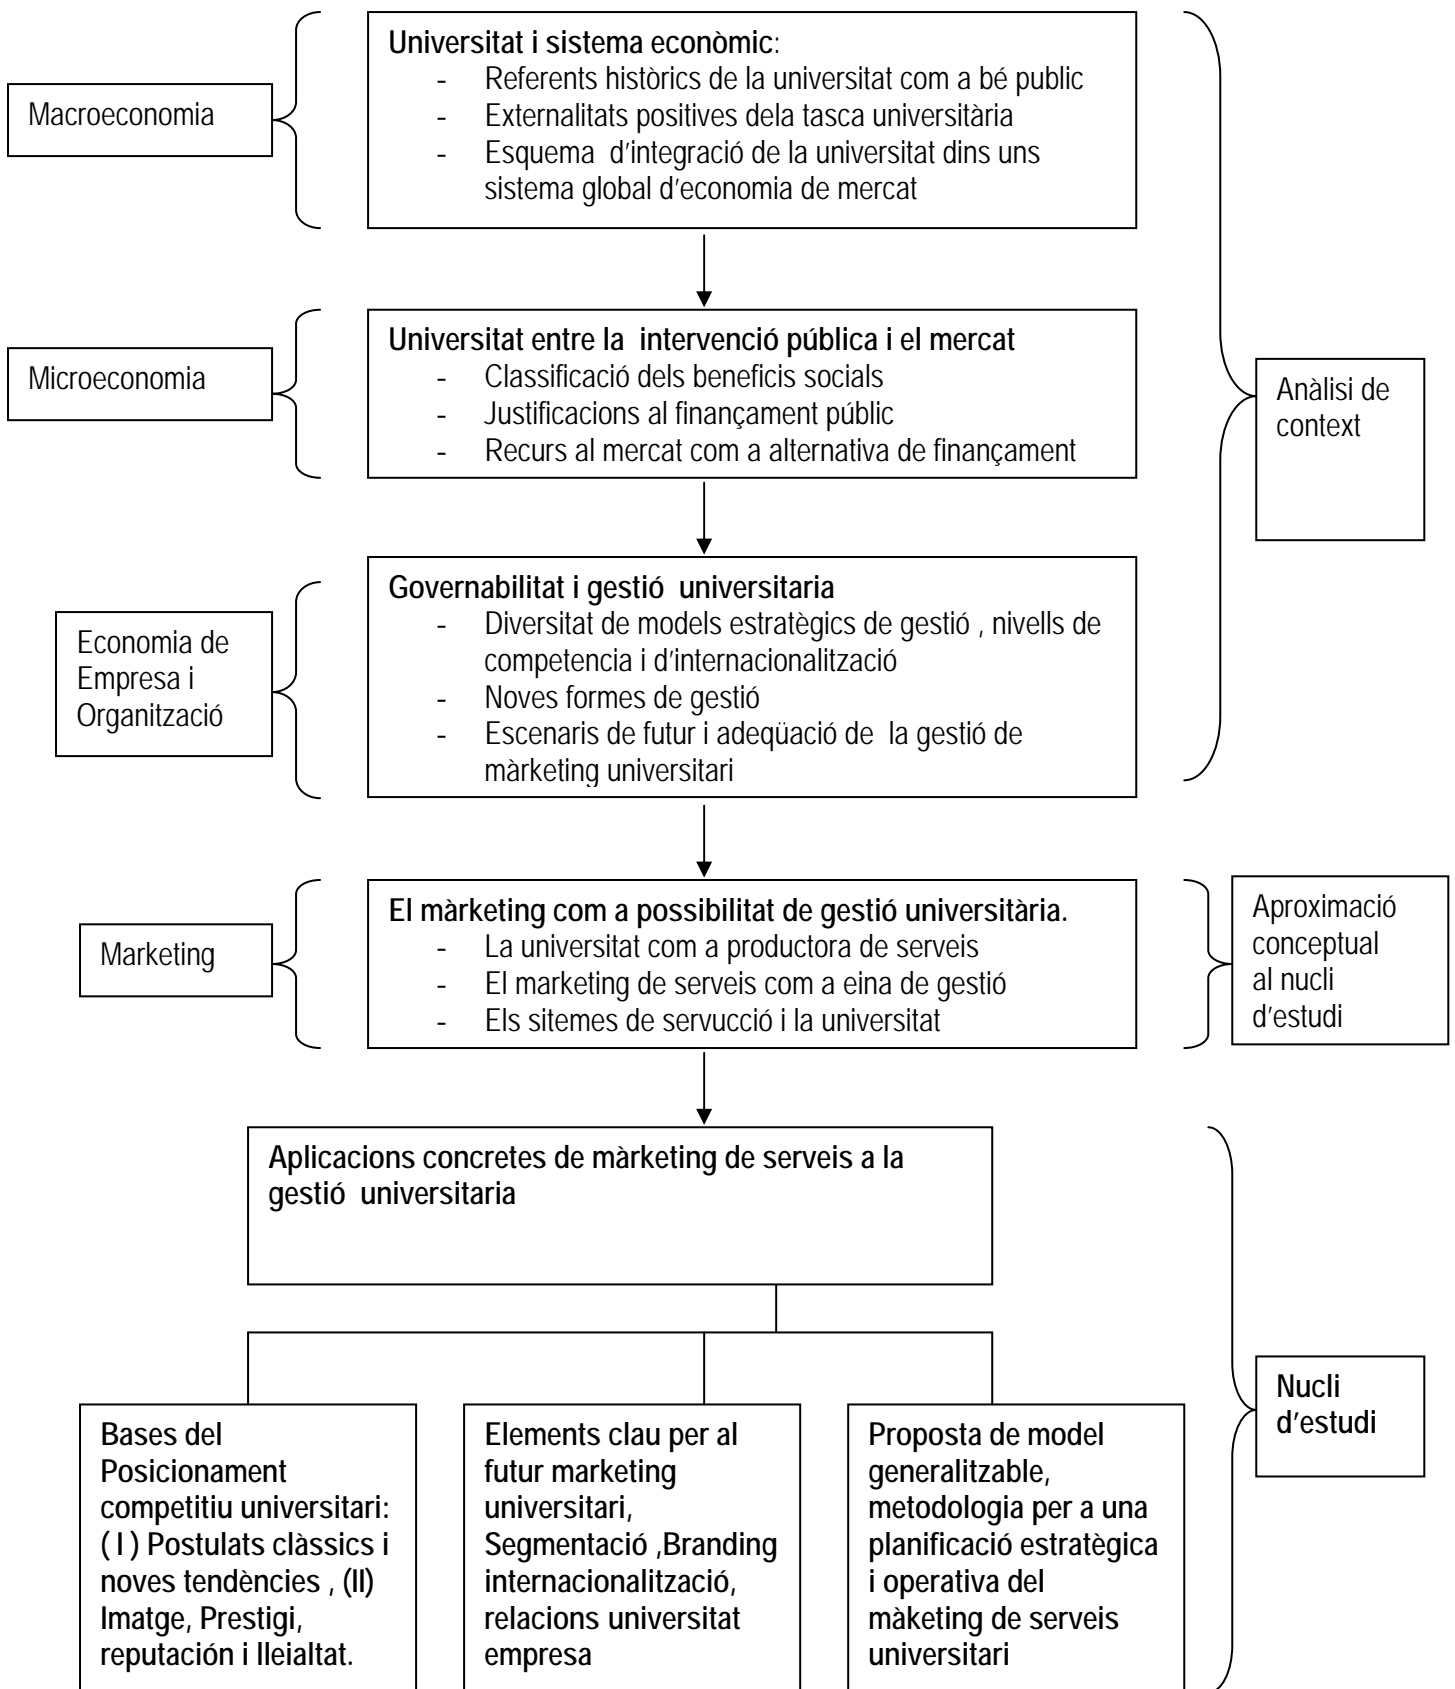 Universitat i sistema econòmic:
- Referents històrics de la universitat com a bé public
- Externalitats positives dela tasca universitària
- Esquema d'integració de la universitat dins uns
sistema global d'economia de mercat
Macroeconomia
Universitat entre la intervenció pública i el mercat
- Classificació dels beneficis socials
- Justificacions al finançament públic
- Recurs al mercat com a alternativa de finançament
Microeconomia
Anàlisi de
context
Governabilitat i gestió universitaria
- Diversitat de models estratègics de gestió , nivells de
competencia i d'internacionalització
- Noves formes de gestió
- Escenaris de futur i adeqüació de la gestió de
màrketing universitari
Economia de
Empresa i
Organització
El màrketing com a possibilitat de gestió universitària.
- La universitat com a productora de serveis
- El marketing de serveis com a eina de gestió
- Els sitemes de servucció i la universitat
Marketing
Aproximació
conceptual
al nucli
d'estudi
Aplicacions concretes de màrketing de serveis a la
gestió universitaria
Bases del
Posicionament
competitiu universitari:
( I ) Postulats clàssics i
noves tendències , (II)
Imatge, Prestigi,
reputación i lleialtat.
Elements clau per al
futur marketing
universitari,
Segmentació ,Branding
internacionalització,
relacions universitat
empresa
Proposta de model
generalitzable,
metodologia per a una
planificació estratègica
i operativa del
màketing de serveis
universitari
Nucli
d'estudi